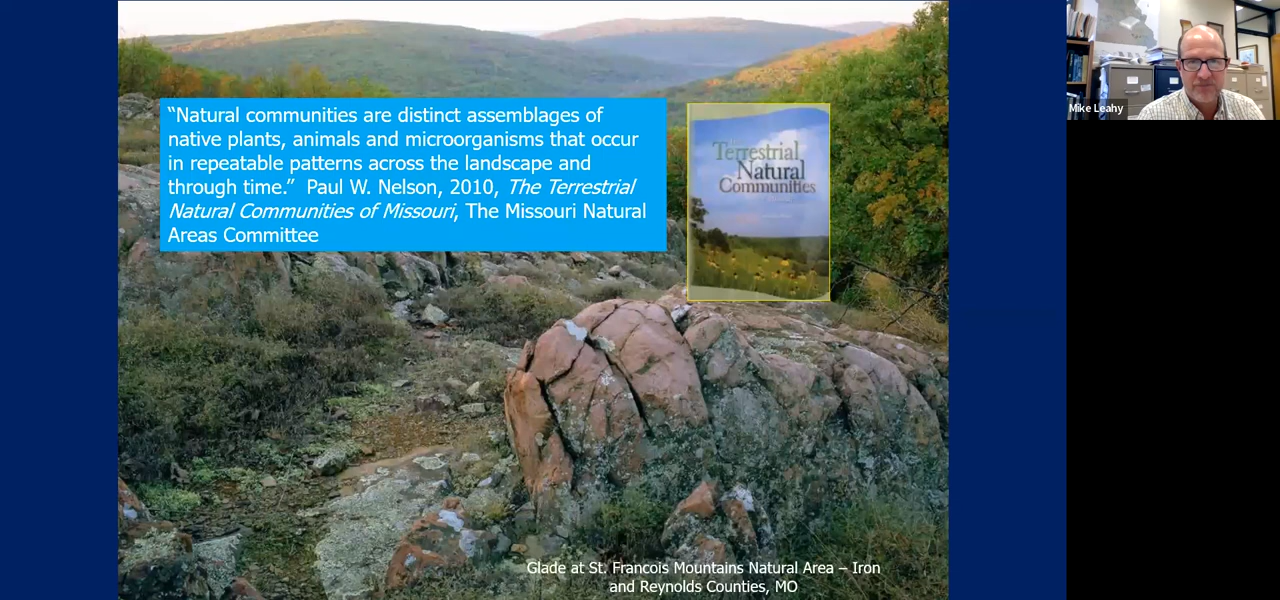 “Natural communities are distinct assemblages of
native plants, animals and microorganisms that occur
in repeatable patterns across the landscape and
through time.”  Paul W. Nelson, 2010, The Terrestrial
Natural Communities of Missouri, The Missouri Natural
Areas Committee
Terrestrial
Natural
Communities
Mike Leahy
Glade at St. Francois Mountains Natural Area – Iron
and Reynolds Counties, MO